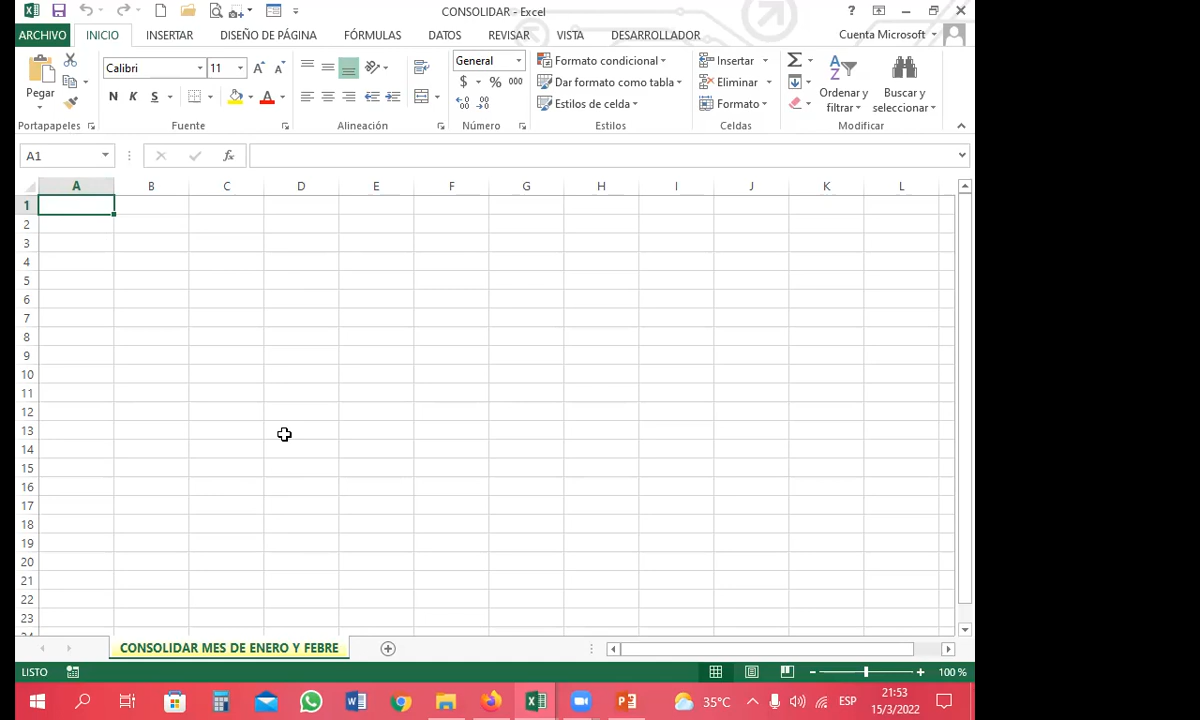 CONSOLIDAR - Excel
?
ARCHIVO INICIO INSERTAR DISEÑO DE PÁGINA FÓRMULAS DATOS REVISAR VISTA DESARROLLADOR Cuenta Microsoft
Pegar
Portapapeles
Calibri 11
N K S
Fuente
Alineación
General
$ % 000
Número
Formato condicional
Dar formato como tabla
Estilos de celda
Estilos
Insertar
Eliminar
Formato
Celdas
Ordenar y filtrar
Buscar y seleccionar
Modificar
A1
fx
A B C D E F G H I J K L
1
2
3
4
5
6
7
8
9
10
11
12
13
14
15
16
17
18
19
20
21
22
23
24
CONSOLIDAR MES DE ENERO Y FEBRE
LISTO 100 %
35°C ESP 21:53
15/3/2022